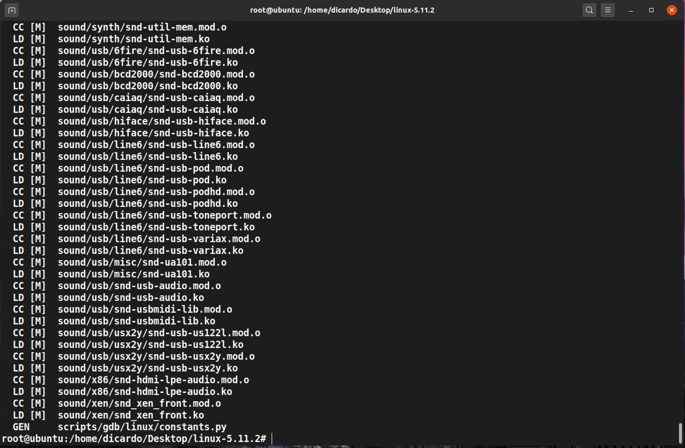 root@ubuntu: /home/dicardo/Desktop/linux-5.11.2
CC [M]  sound/synth/snd-util-mem.mod.o
LD [M]  sound/synth/snd-util-mem.ko
CC [M]  sound/usb/6fire/snd-usb-6fire.mod.o
LD [M]  sound/usb/6fire/snd-usb-6fire.ko
CC [M]  sound/usb/bcd2000/snd-bcd2000.mod.o
LD [M]  sound/usb/bcd2000/snd-bcd2000.ko
CC [M]  sound/usb/caiaq/snd-usb-caiaq.mod.o
LD [M]  sound/usb/caiaq/snd-usb-caiaq.ko
CC [M]  sound/usb/hiface/snd-usb-hiface.mod.o
LD [M]  sound/usb/hiface/snd-usb-hiface.ko
CC [M]  sound/usb/line6/snd-usb-line6.mod.o
LD [M]  sound/usb/line6/snd-usb-line6.ko
CC [M]  sound/usb/line6/snd-usb-pod.mod.o
LD [M]  sound/usb/line6/snd-usb-pod.ko
CC [M]  sound/usb/line6/snd-usb-podhd.mod.o
LD [M]  sound/usb/line6/snd-usb-podhd.ko
CC [M]  sound/usb/line6/snd-usb-toneport.mod.o
LD [M]  sound/usb/line6/snd-usb-toneport.ko
CC [M]  sound/usb/line6/snd-usb-variax.mod.o
LD [M]  sound/usb/line6/snd-usb-variax.ko
CC [M]  sound/usb/misc/snd-ua101.mod.o
LD [M]  sound/usb/misc/snd-ua101.ko
CC [M]  sound/usb/snd-usb-audio.mod.o
LD [M]  sound/usb/snd-usb-audio.ko
CC [M]  sound/usb/snd-usbmidi-lib.mod.o
LD [M]  sound/usb/snd-usbmidi-lib.ko
CC [M]  sound/usb/usx2y/snd-usb-us122l.mod.o
LD [M]  sound/usb/usx2y/snd-usb-us122l.ko
CC [M]  sound/usb/usx2y/snd-usb-usx2y.mod.o
LD [M]  sound/usb/usx2y/snd-usb-usx2y.ko
CC [M]  sound/x86/snd-hdmi-lpe-audio.mod.o
LD [M]  sound/x86/snd-hdmi-lpe-audio.ko
CC [M]  sound/xen/snd_xen_front.mod.o
LD [M]  sound/xen/snd_xen_front.ko
GEN     scripts/gdb/linux/constants.py
root@ubuntu:/home/dicardo/Desktop/linux-5.11.2#